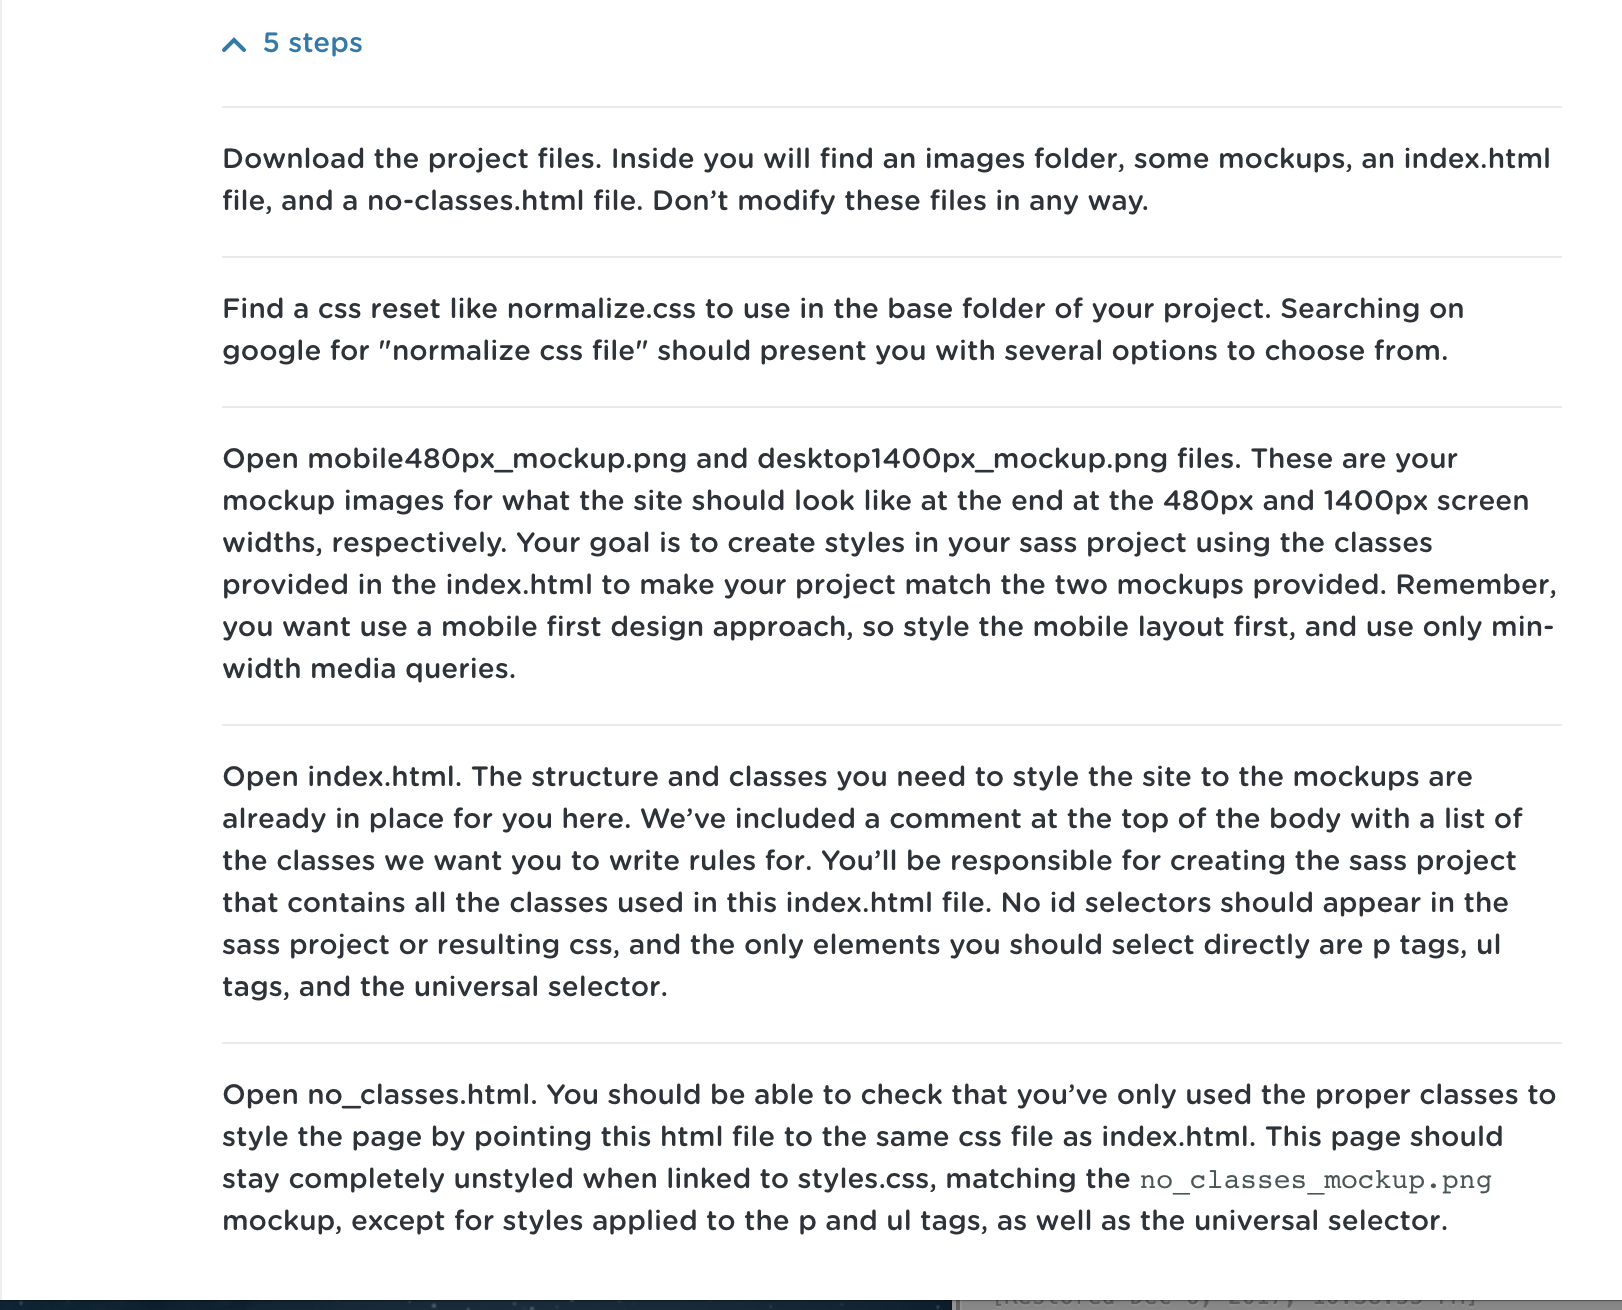 5 steps
Download the project files. Inside you will find an images folder, some mockups, an index.html
file, and a no-classes.html file. Don’t modify these files in any way.
Find a css reset like normalize.css to use in the base folder of your project. Searching on
google for "normalize css file" should present you with several options to choose from.
Open mobile480px_mockup.png and desktop1400px_mockup.png files. These are your
mockup images for what the site should look like at the end at the 480px and 1400px screen
widths, respectively. Your goal is to create styles in your sass project using the classes
provided in the index.html to make your project match the two mockups provided. Remember,
you want use a mobile first design approach, so style the mobile layout first, and use only min-
width media queries.
Open index.html. The structure and classes you need to style the site to the mockups are
already in place for you here. We’ve included a comment at the top of the body with a list of
the classes we want you to write rules for. You’ll be responsible for creating the sass project
that contains all the classes used in this index.html file. No id selectors should appear in the
sass project or resulting css, and the only elements you should select directly are p tags, ul
tags, and the universal selector.
Open no_classes.html. You should be able to check that you’ve only used the proper classes to
style the page by pointing this html file to the same css file as index.html. This page should
stay completely unstyled when linked to styles.css, matching the no_classes_mockup.png
mockup, except for styles applied to the p and ul tags, as well as the universal selector.